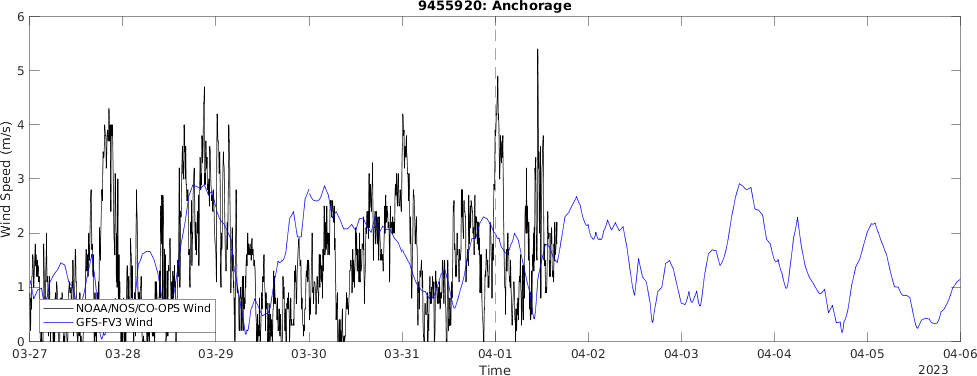 9455920: Anchorage
6
5
4
3
2
1
0
Wind Speed (m/s)
NOAA/NOS/CO-OPS Wind
GFS-FV3 Wind
03-27 03-28 03-29 03-30 03-31 04-01 04-02 04-03 04-04 04-05 04-06
Time
2023